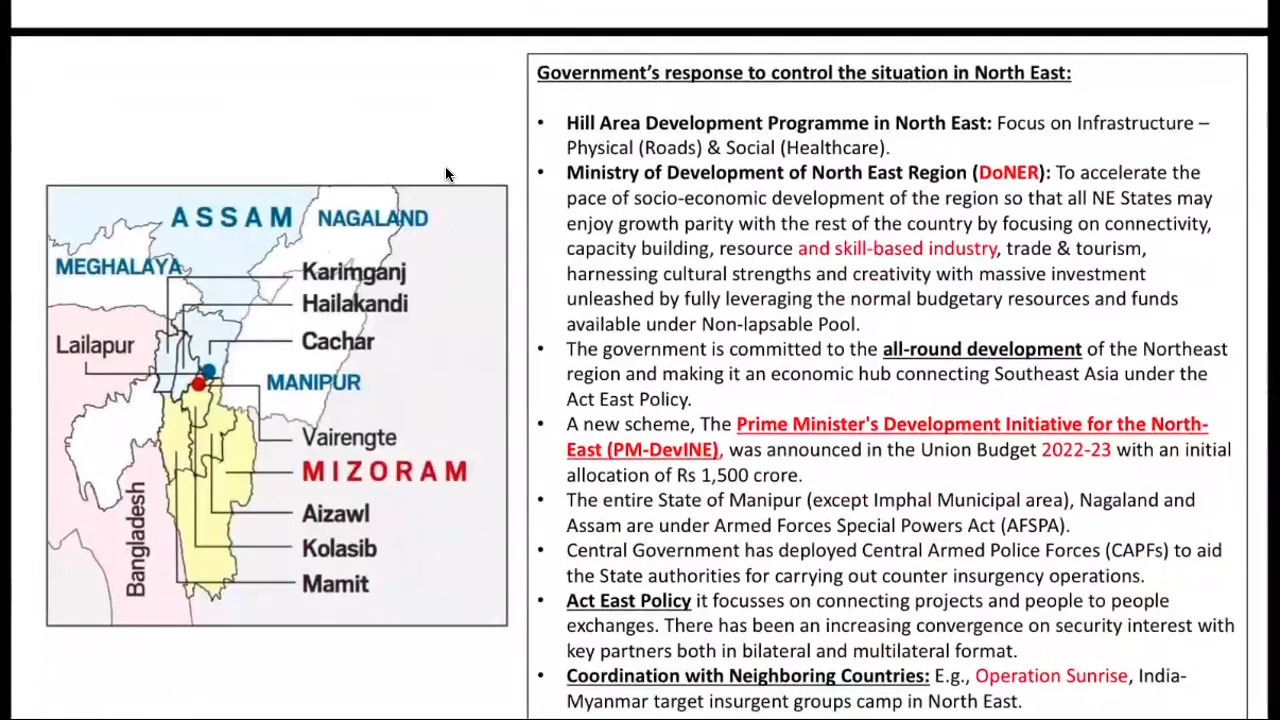 ASSAM
NAGALAND
MEGHALAYA
Karimganj
Hailakandi
Lailapur
Cachar
MANIPUR
Vairengte
MIZORAM
Bangladesh
Aizawl
Kolasib
Mamit
Government's response to control the situation in North East:
• Hill Area Development Programme in North East: Focus on Infrastructure –
Physical (Roads) & Social (Healthcare).
• Ministry of Development of North East Region (DoNER): To accelerate the
pace of socio-economic development of the region so that all NE States may
enjoy growth parity with the rest of the country by focusing on connectivity,
capacity building, resource and skill-based industry, trade & tourism,
harnessing cultural strengths and creativity with massive investment
unleashed by fully leveraging the normal budgetary resources and funds
available under Non-lapsable Pool.
• The government is committed to the all-round development of the Northeast
region and making it an economic hub connecting Southeast Asia under the
Act East Policy.
• A new scheme, The Prime Minister's Development Initiative for the North-
East (PM-DevINE), was announced in the Union Budget 2022-23 with an initial
allocation of Rs 1,500 crore.
• The entire State of Manipur (except Imphal Municipal area), Nagaland and
Assam are under Armed Forces Special Powers Act (AFSPA).
• Central Government has deployed Central Armed Police Forces (CAPFs) to aid
the State authorities for carrying out counter insurgency operations.
• Act East Policy it focusses on connecting projects and people to people
exchanges. There has been an increasing convergence on security interest with
key partners both in bilateral and multilateral format.
• Coordination with Neighboring Countries: E.g., Operation Sunrise, India-
Myanmar target insurgent groups camp in North East.